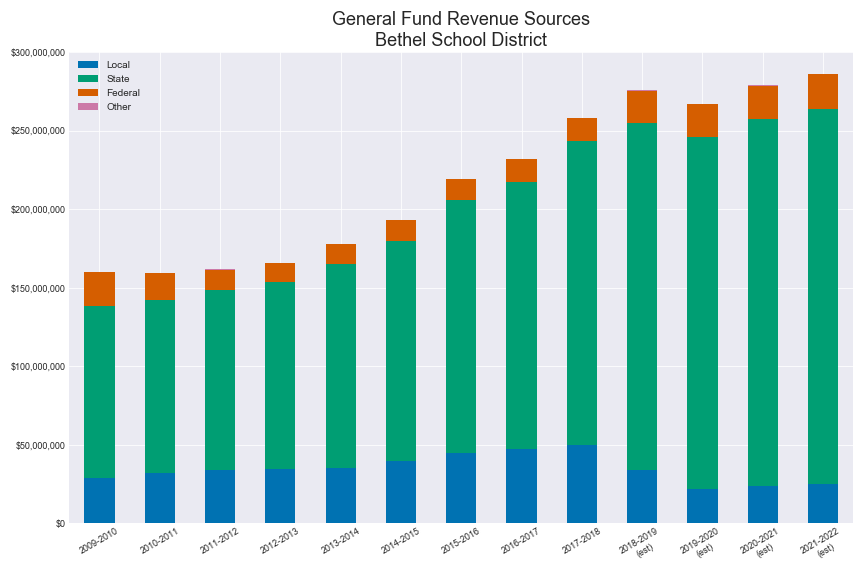 General Fund Revenue Sources
Bethel School District
$300,000,000
$250,000,000
$200,000,000
$150,000,000
$100,000,000
$50,000,000
$0
Local
State
Federal
Other
2009-2010
2010-2011
2011-2012
2012-2013
2013-2014
2014-2015
2015-2016
2016-2017
2017-2018
2018-2019
(est)
2019-2020
(est)
2020-2021
(est)
2021-2022
(est)